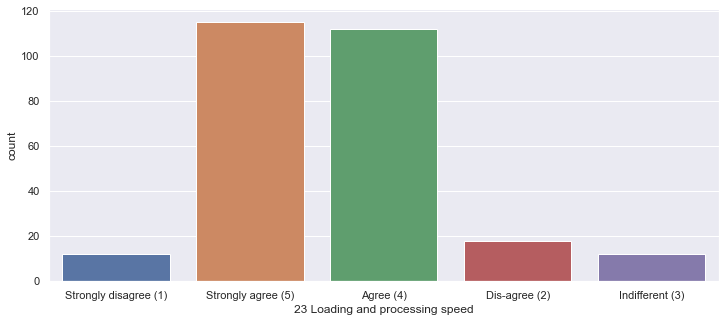 120
100
80
60
40
20
0
count
Strongly disagree (1)
Strongly agree (5)
Agree (4)
Dis-agree (2)
Indifferent (3)
23 Loading and processing speed